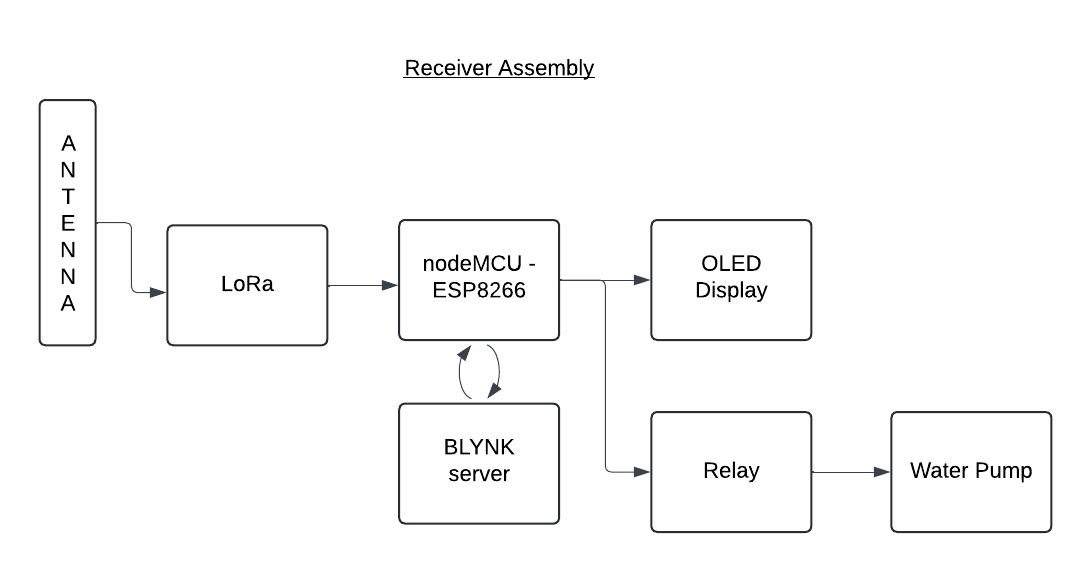 Receiver Assembly
A
N
T
E
N
N
A
LoRa
nodeMCU -
ESP8266
OLED
Display
BLYNK
server
Relay
Water Pump